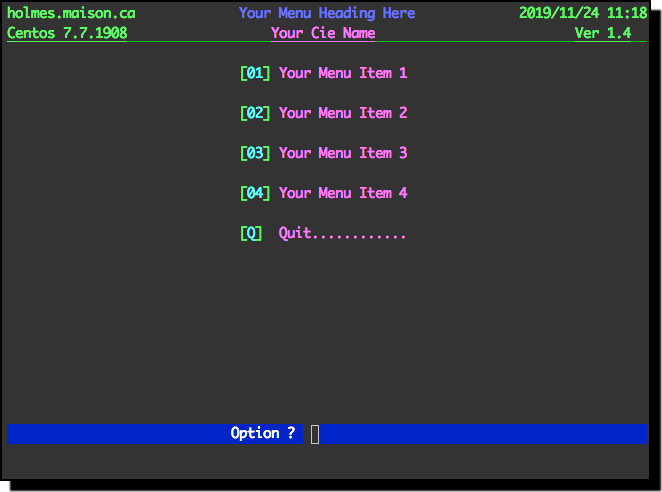 holmes.maison.ca Your Menu Heading Here 2019/11/24 11:18
Centos 7.7.1908 Your Cie Name Ver 1.4
[01] Your Menu Item 1
[02] Your Menu Item 2
[03] Your Menu Item 3
[04] Your Menu Item 4
[Q] Quit............
Option ?